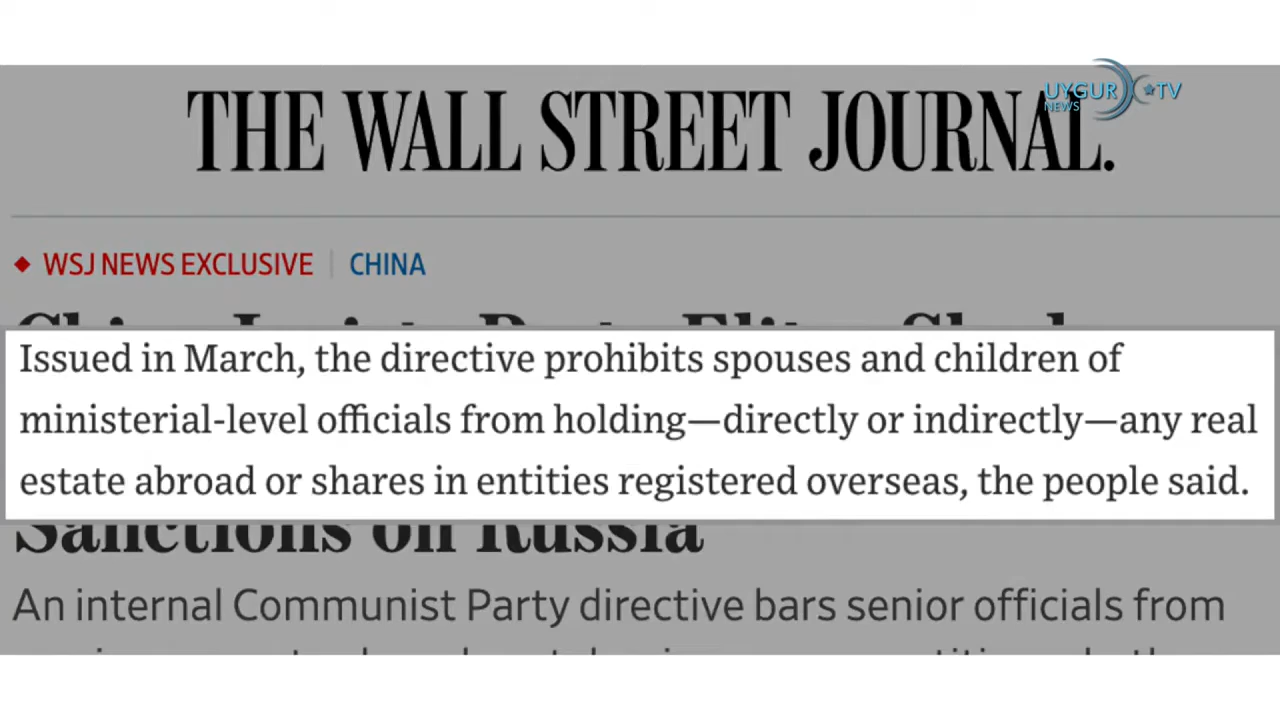 THE WALL STREET JOURNAL.
UYGUR TV
NEWS
WSJ NEWS EXCLUSIVE | CHINA
Issued in March, the directive prohibits spouses and children of
ministerial-level officials from holding—directly or indirectly—any real
estate abroad or shares in entities registered overseas, the people said.
Sanctions on Russia
An internal Communist Party directive bars senior officials from